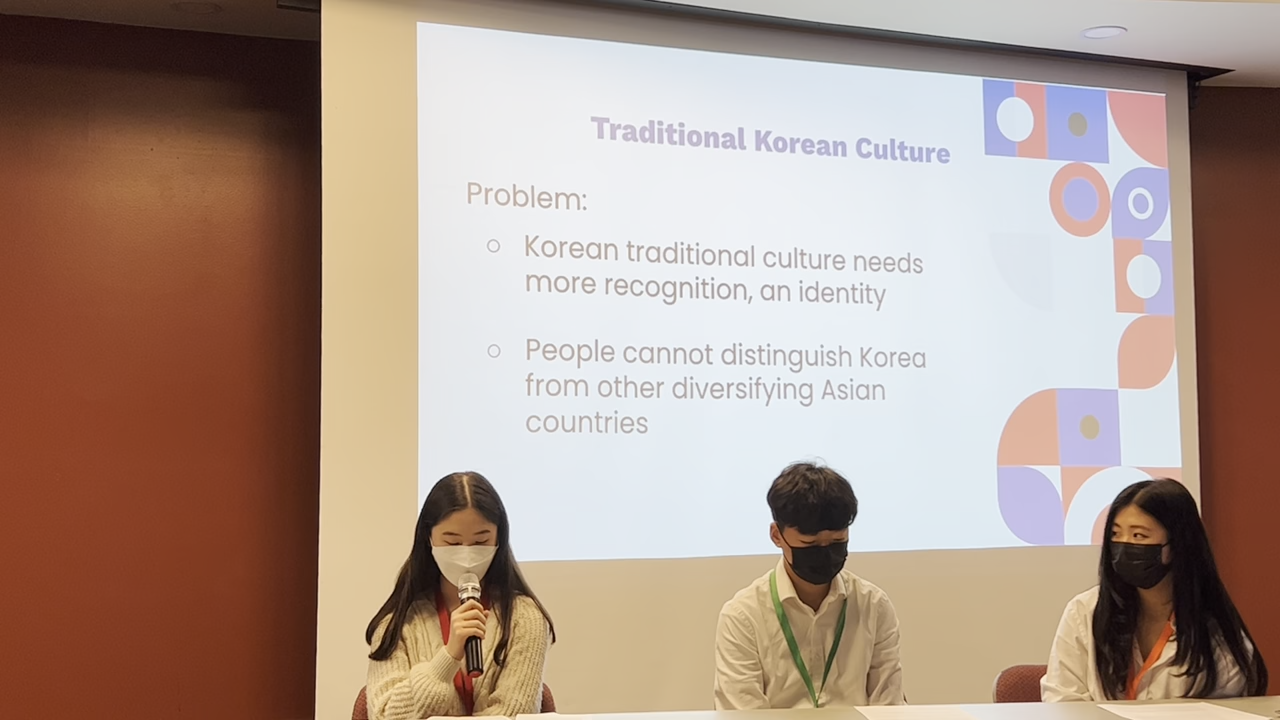 Traditional Korean Culture
Problem:
Korean traditional culture needs
more recognition, an identity
People cannot distinguish Korea
from other diversifying Asian
countries